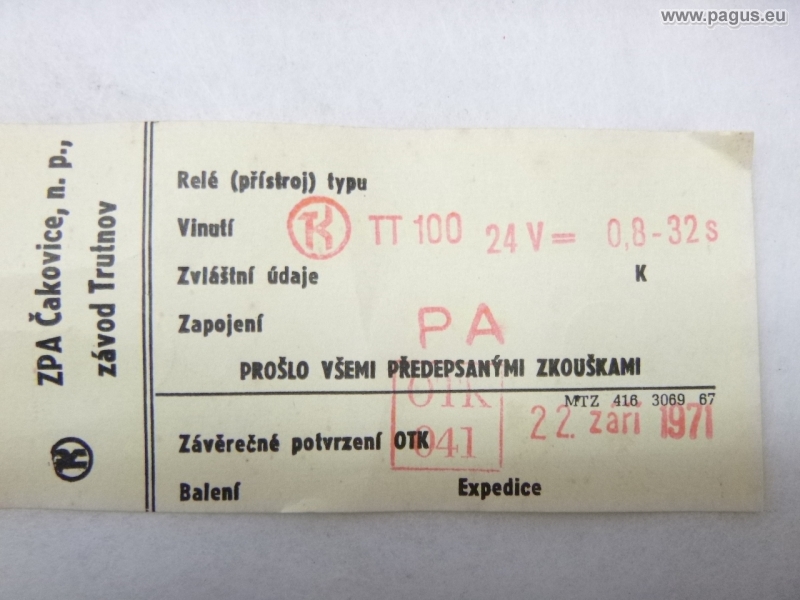 www.pagus.eu
ZPA Čakovice, n. p.,
závod Trutnov
Relé (přístroj) typu
Vinutí TK TT 100 24 V = 0,8 - 32 s
Zvláštní údaje K
Zapojení PA
PROŠLO VŠEMI PŘEDEPSANÝMI ZKOUŠKAMI
MTZ 416 3069 67
OTK
041
22. září 1971
Závěrečné potvrzení OTK
Balení Expedice